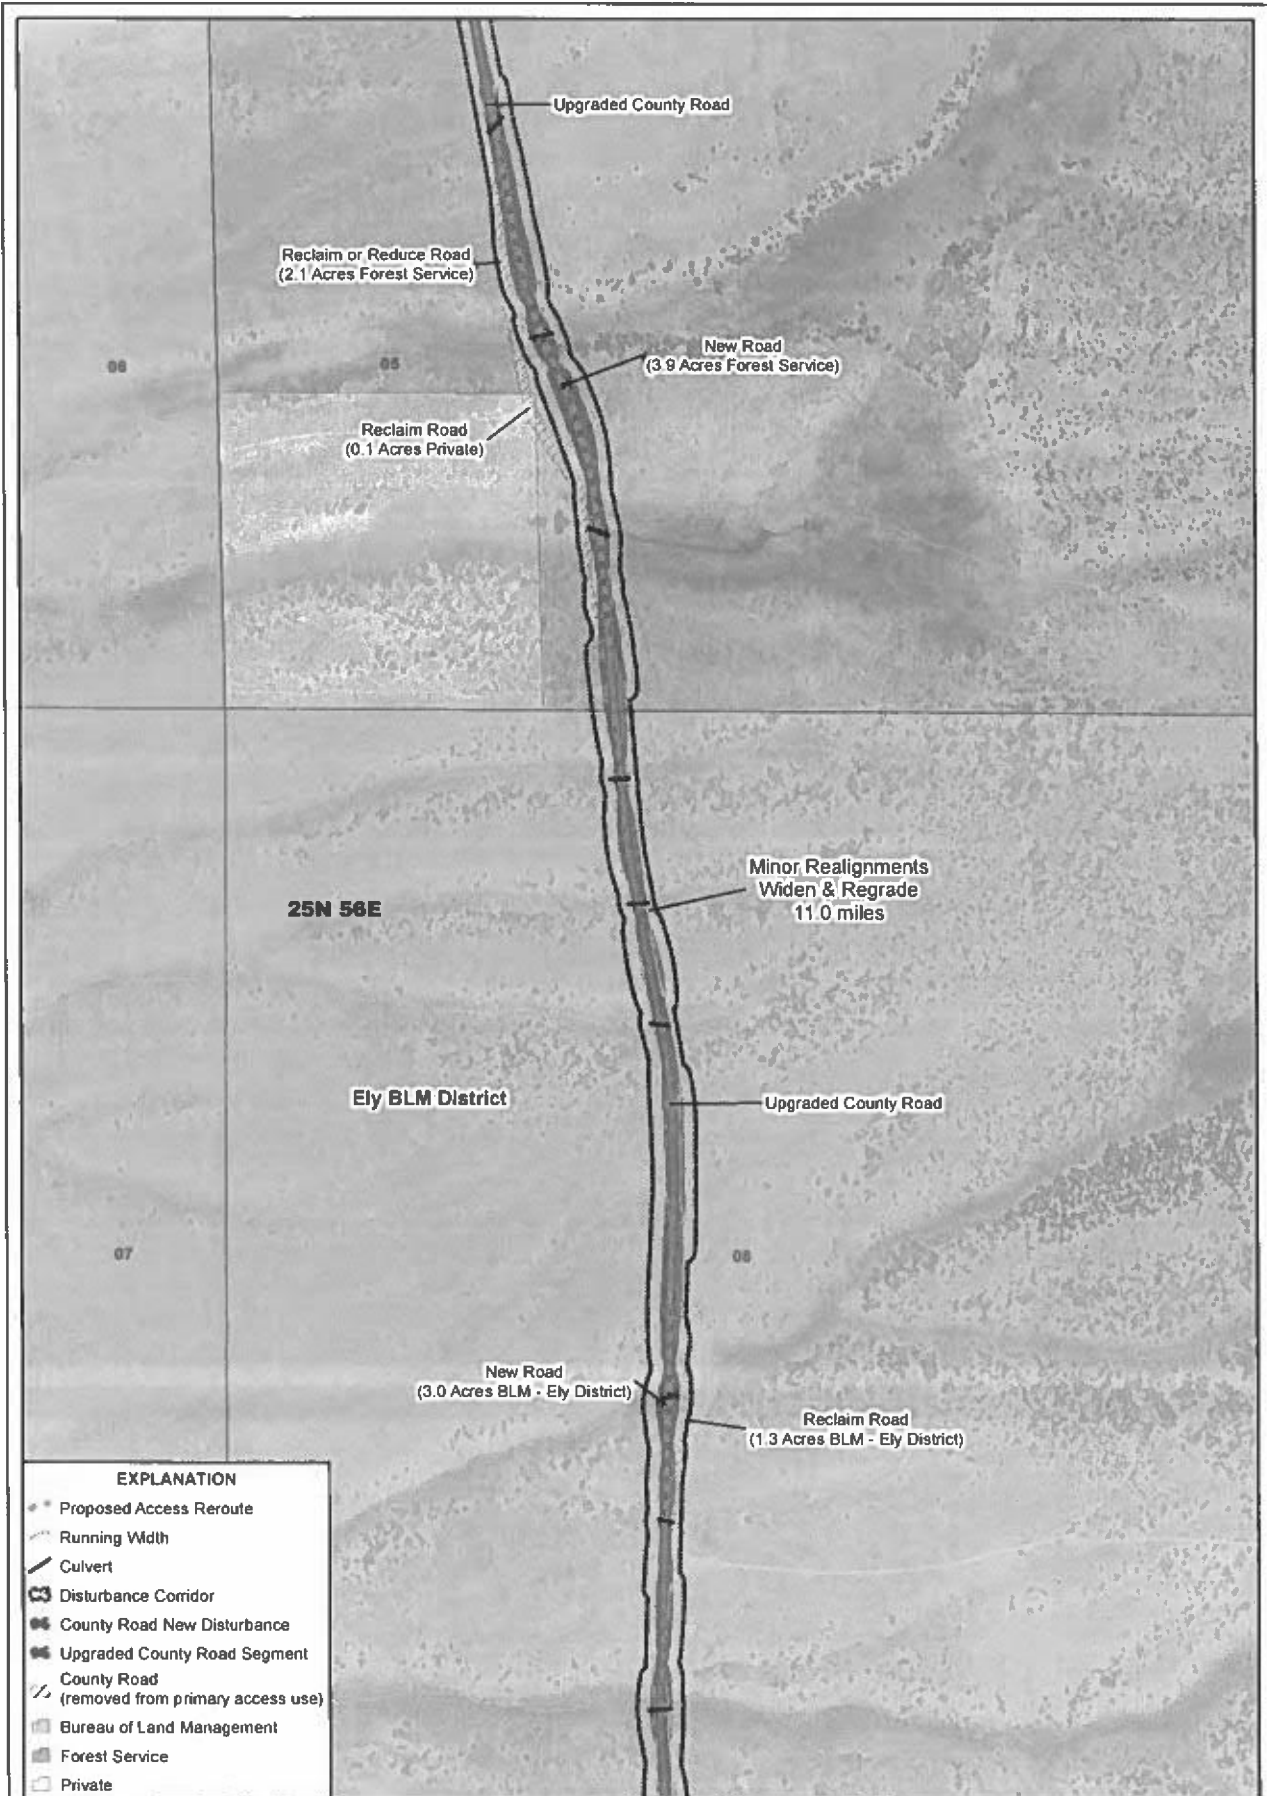 Upgraded County Road
Reclaim or Reduce Road
(2.1 Acres Forest Service)
New Road
(3.9 Acres Forest Service)
06
05
Reclaim Road
(0.1 Acres Private)
Minor Realignments
Widen & Regrade
11.0 miles
25N 56E
Ely BLM District
Upgraded County Road
07
08
New Road
(3.0 Acres BLM - Ely District)
Reclaim Road
(1.3 Acres BLM - Ely District)
EXPLANATION
Proposed Access Reroute
Running Width
Culvert
Disturbance Corridor
County Road New Disturbance
Upgraded County Road Segment
County Road
(removed from primary access use)
Bureau of Land Management
Forest Service
Private